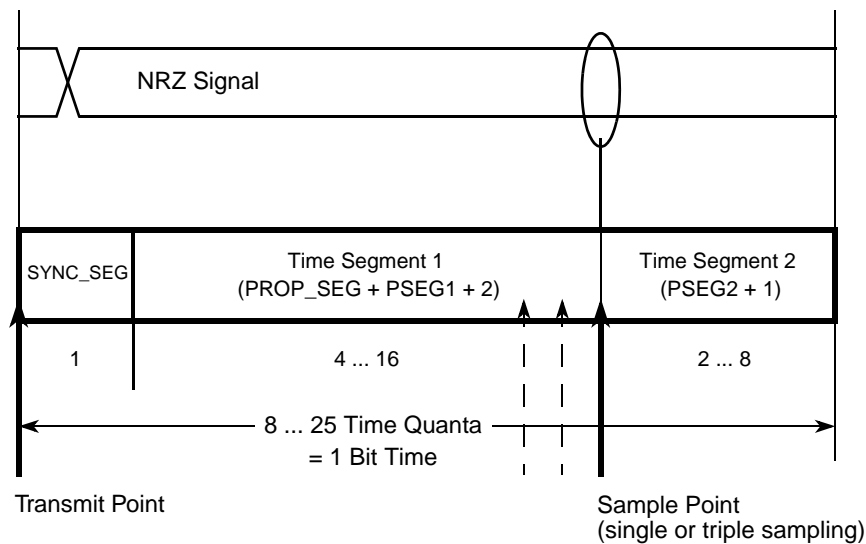 NRZ Signal
SYNC_SEG
Time Segment 1
(PROP_SEG + PSEG1 + 2)
Time Segment 2
(PSEG2 + 1)
1
4 ... 16
2 ... 8
8 ... 25 Time Quanta
= 1 Bit Time
Transmit Point
Sample Point
(single or triple sampling)